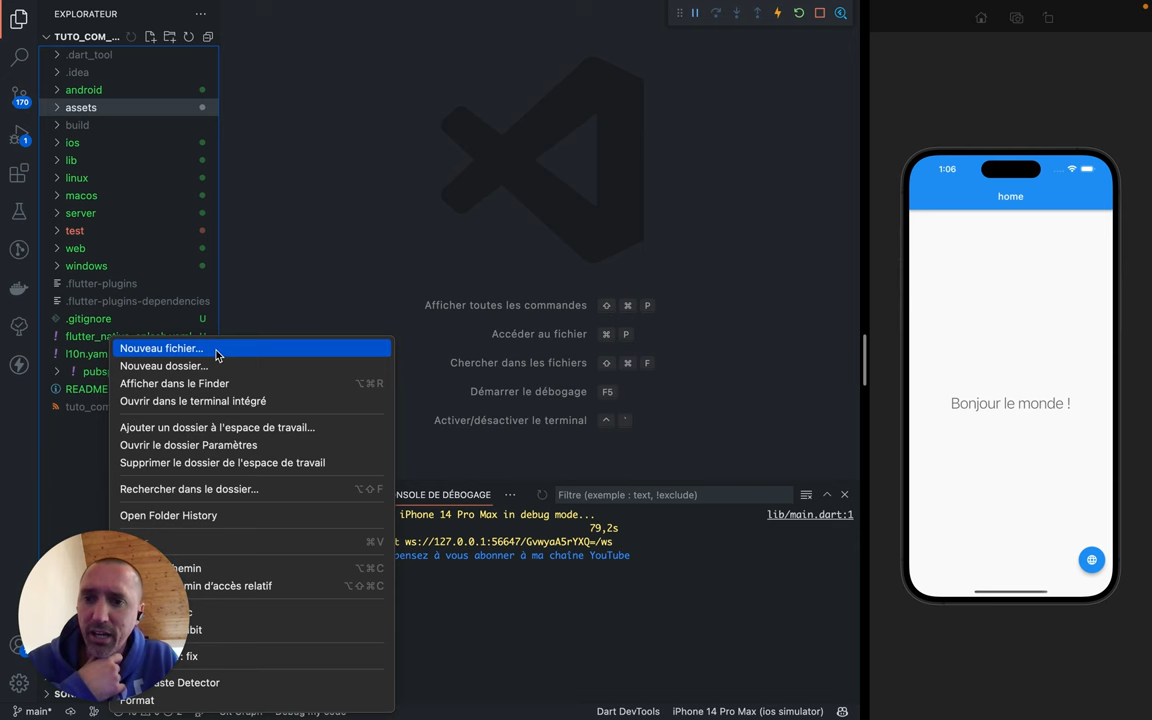 EXPLORATEUR
TUTO_COM_...
.dart_tool
.idea
android
assets
build
ios
lib
linux
macos
server
test
web
windows
.flutter-plugins
.flutter-plugins-dependencies
.gitignore U
l10n.yam
README
tuto_com
170
1
Nouveau fichier...
Nouveau dossier...
Afficher dans le Finder ⌥⌘R
Ouvrir dans le terminal intégré
Ajouter un dossier à l'espace de travail...
Ouvrir le dossier Paramètres
Supprimer le dossier de l'espace de travail
Rechercher dans le dossier... ⌥⇧F
Open Folder History
⌘V
hemin ⌥⌘C
min d'accès relatif ⌥⇧⌘C
bit
: fix
ste Detector
Format
Afficher toutes les commandes ⇧ ⌘ P
Accéder au fichier ⌘ P
Chercher dans les fichiers ⇧ ⌘ F
Démarrer le débogage F5
Activer/désactiver le terminal ^ `
NSOLE DE DÉBOGAGE ... Filtre (exemple : text, !exclude)
iPhone 14 Pro Max in debug mode... lib/main.dart:1
79,2s
t ws://127.0.0.1:56647/GvwyaA5rYXQ=/ws
pensez à vous abonner à ma chaine YouTube
main*
Dart DevTools
iPhone 14 Pro Max (ios simulator)
1:06
home
Bonjour le monde !